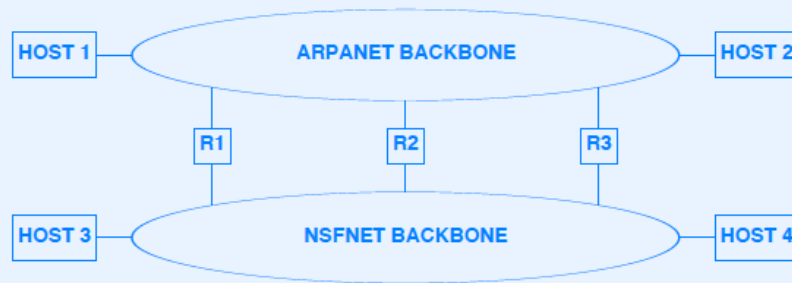 HOST 1
ARPANET BACKBONE
HOST 2
R1
R2
R3
HOST 3
NSFNET BACKBONE
HOST 4